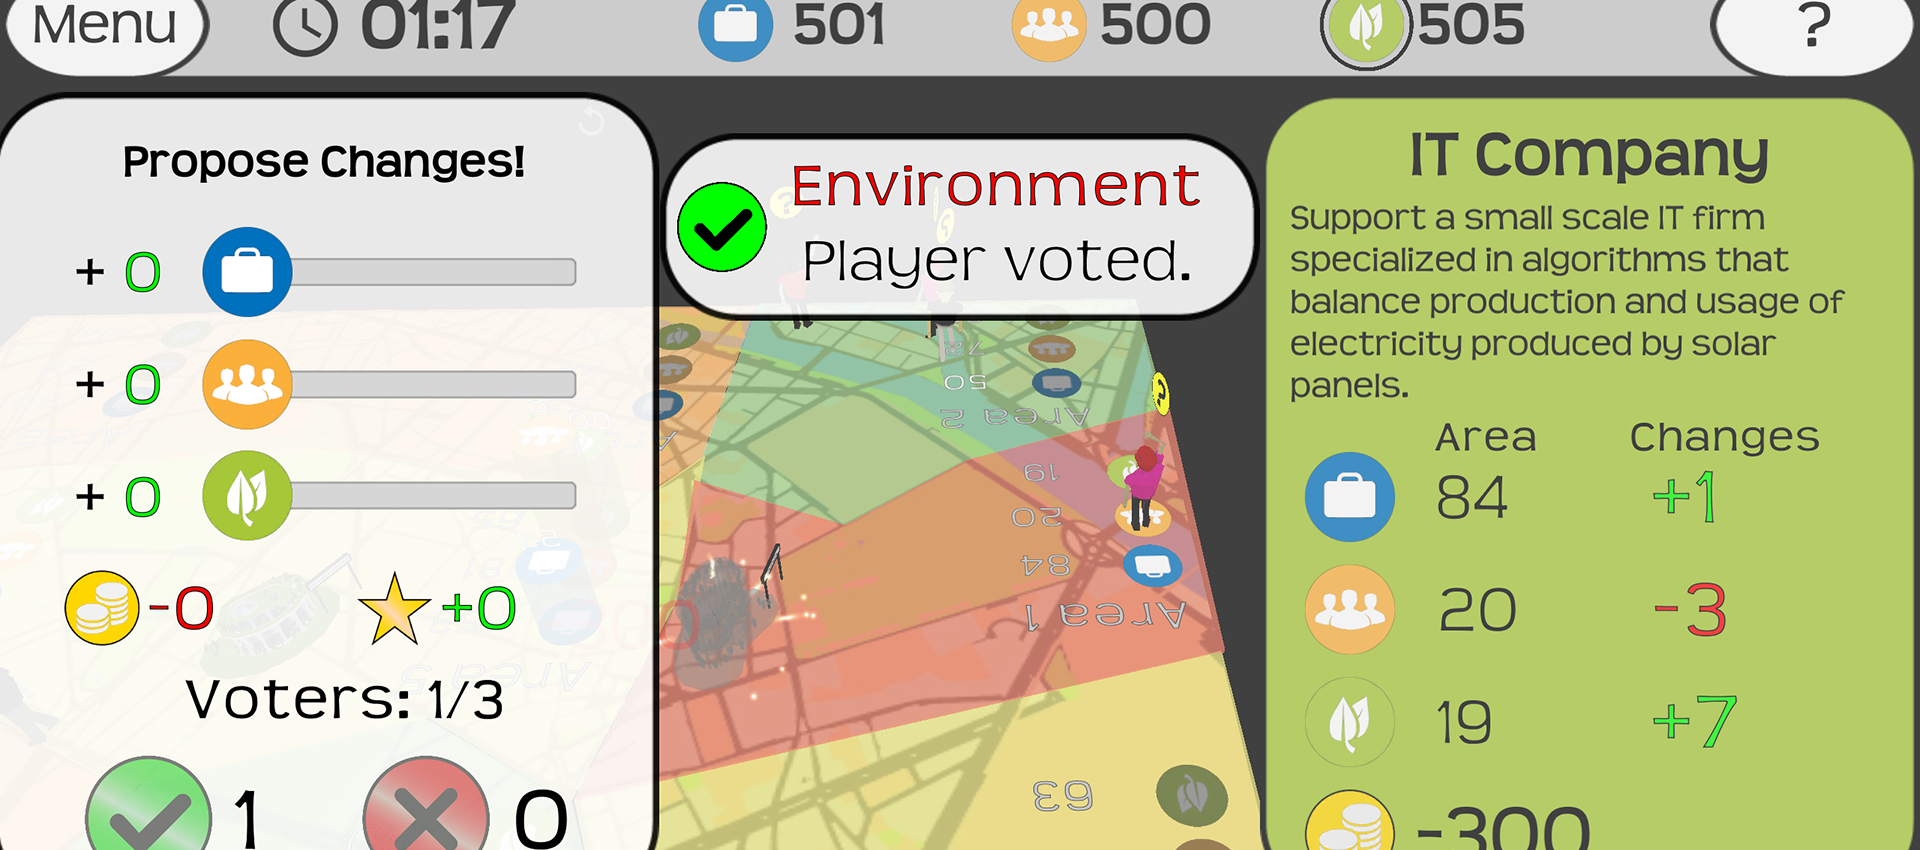 Menu
01:17
501
500
505
?
Propose Changes!
+ 0
+ 0
+ 0
-0
+0
Voters: 1/3
1
0
Environment
Player voted.
72
50
Area 2
19
20
84
Area 1
63
Area 5
IT Company
Support a small scale IT firm
specialized in algorithms that
balance production and usage of
electricity produced by solar
panels.
Area Changes
84 +1
20 -3
19 +7
-300